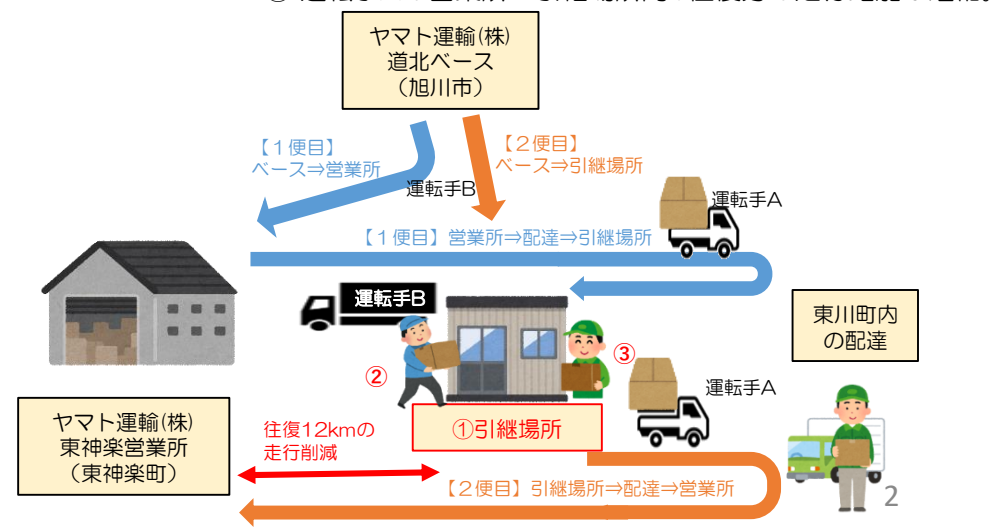 ヤマト運輸(株)
道北ベース
（旭川市）
【１便目】
ベース⇒営業所
【２便目】
ベース⇒引継場所
運転手B
運転手A
【１便目】営業所⇒配達⇒引継場所
運転手B
東川町内
の配達
②
③
運転手A
①引継場所
ヤマト運輸(株)
東神楽営業所
（東神楽町）
往復12kmの
走行削減
【２便目】引継場所⇒配達⇒営業所
2